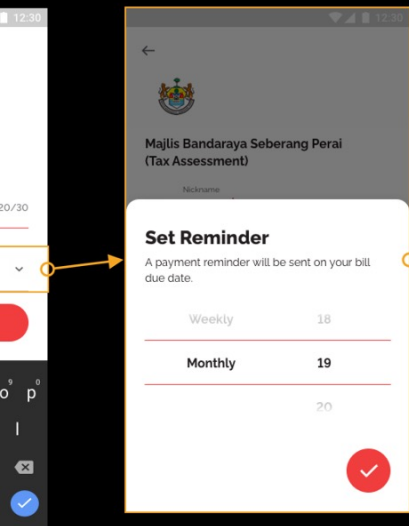 12:30
20/30
o 9 p 0
l
12:30
Majlis Bandaraya Seberang Perai
(Tax Assessment)
Nickname
Set Reminder
A payment reminder will be sent on your bill
due date.
Weekly 18
Monthly 19
20